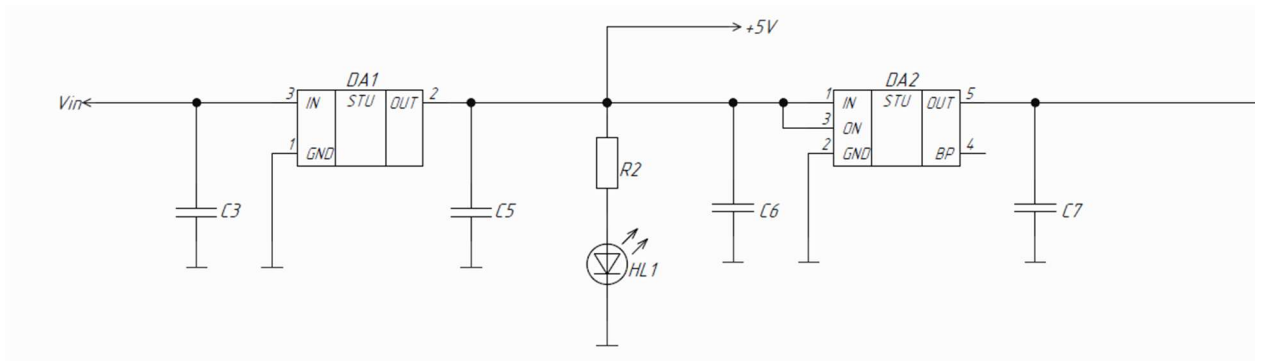 +5V
DA1
DA2
Vin
3 IN STU OUT 2
1 IN STU OUT 5
3 ON
1 GND
2 GND BP 4
R2
C3
C5
C6
C7
HL1